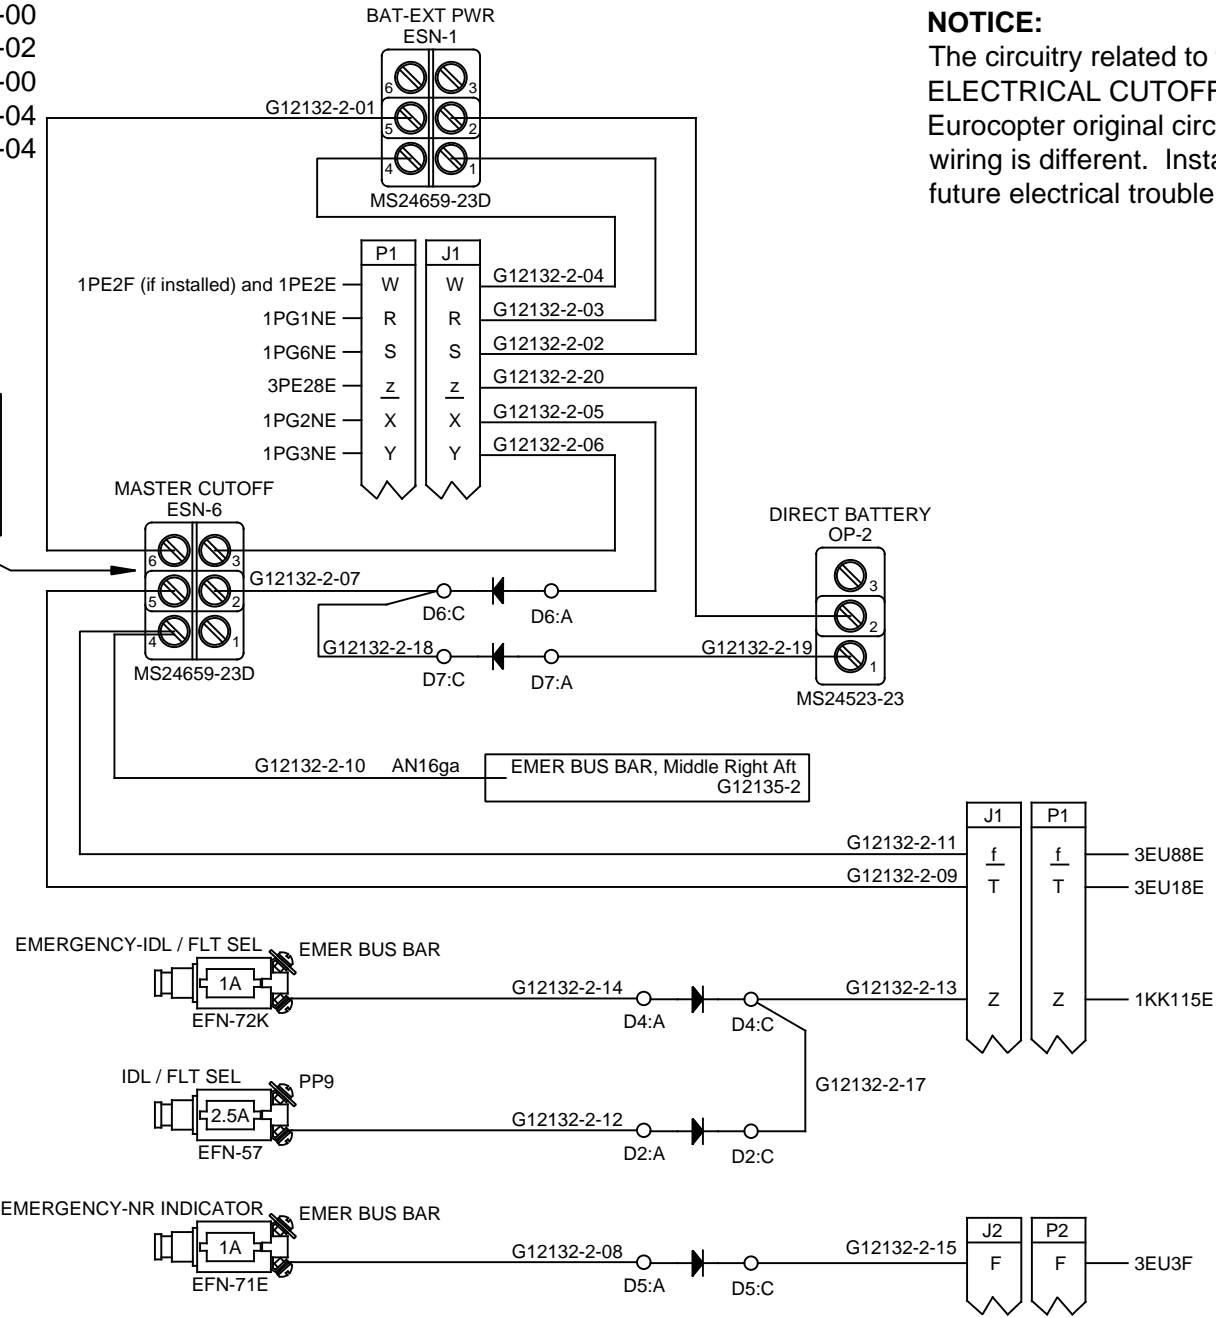 -00
-02
-00
-04
-04
NOTICE:
The circuitry related to
ELECTRICAL CUTOFF
Eurocopter original circ
wiring is different. Insta
future electrical trouble
BAT-EXT PWR
ESN-1
6 3
5 2
4 1
G12132-2-01
MS24659-23D
P1 J1
1PE2F (if installed) and 1PE2E W W G12132-2-04
1PG1NE R R G12132-2-03
1PG6NE S S G12132-2-02
3PE28E z z G12132-2-20
1PG2NE X X G12132-2-05
1PG3NE Y Y G12132-2-06
MASTER CUTOFF
ESN-6
6 3
5 2
4 1
MS24659-23D
G12132-2-07
D6:C D6:A
G12132-2-18
D7:C D7:A
G12132-2-19
DIRECT BATTERY
OP-2
3
2
1
MS24523-23
G12132-2-10 AN16ga
EMER BUS BAR, Middle Right Aft
G12135-2
J1 P1
G12132-2-11 f f 3EU88E
G12132-2-09 T T 3EU18E
EMERGENCY-IDL / FLT SEL EMER BUS BAR
1A
EFN-72K
G12132-2-14 D4:A D4:C G12132-2-13 Z Z 1KK115E
G12132-2-17
IDL / FLT SEL PP9
2.5A
EFN-57
G12132-2-12 D2:A D2:C
EMERGENCY-NR INDICATOR EMER BUS BAR
1A
EFN-71E
G12132-2-08 D5:A D5:C G12132-2-15
J2 P2
F F 3EU3F